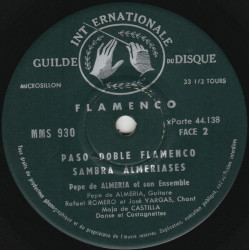 GUILDE INTERNATIONALE DU DISQUE
MICROSILLON
33 1/3 TOURS
FLAMENCO
MMS 930
xParte 44.138
FACE 2
PASO DOBLE FLAMENCO
SAMBRA ALMERIASES
Pepe de ALMERIA et son Ensemble
Pepe de ALMERIA, Guitare
Rafael ROMERO et José VARGAS, Chant
Maja de CASTILLA
Danse et Castagnettes